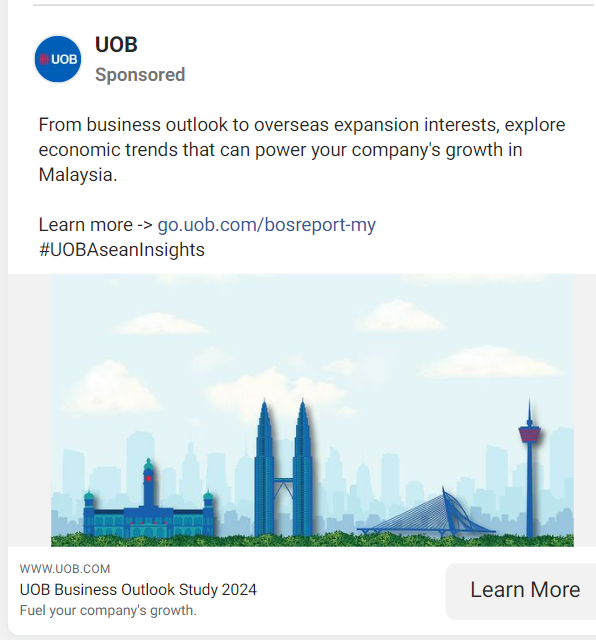 UOB
UOB
Sponsored
From business outlook to overseas expansion interests, explore
economic trends that can power your company's growth in
Malaysia.
Learn more -> go.uob.com/bosreport-my
#UOBAseanInsights
WWW.UOB.COM
UOB Business Outlook Study 2024
Fuel your company's growth.
Learn More